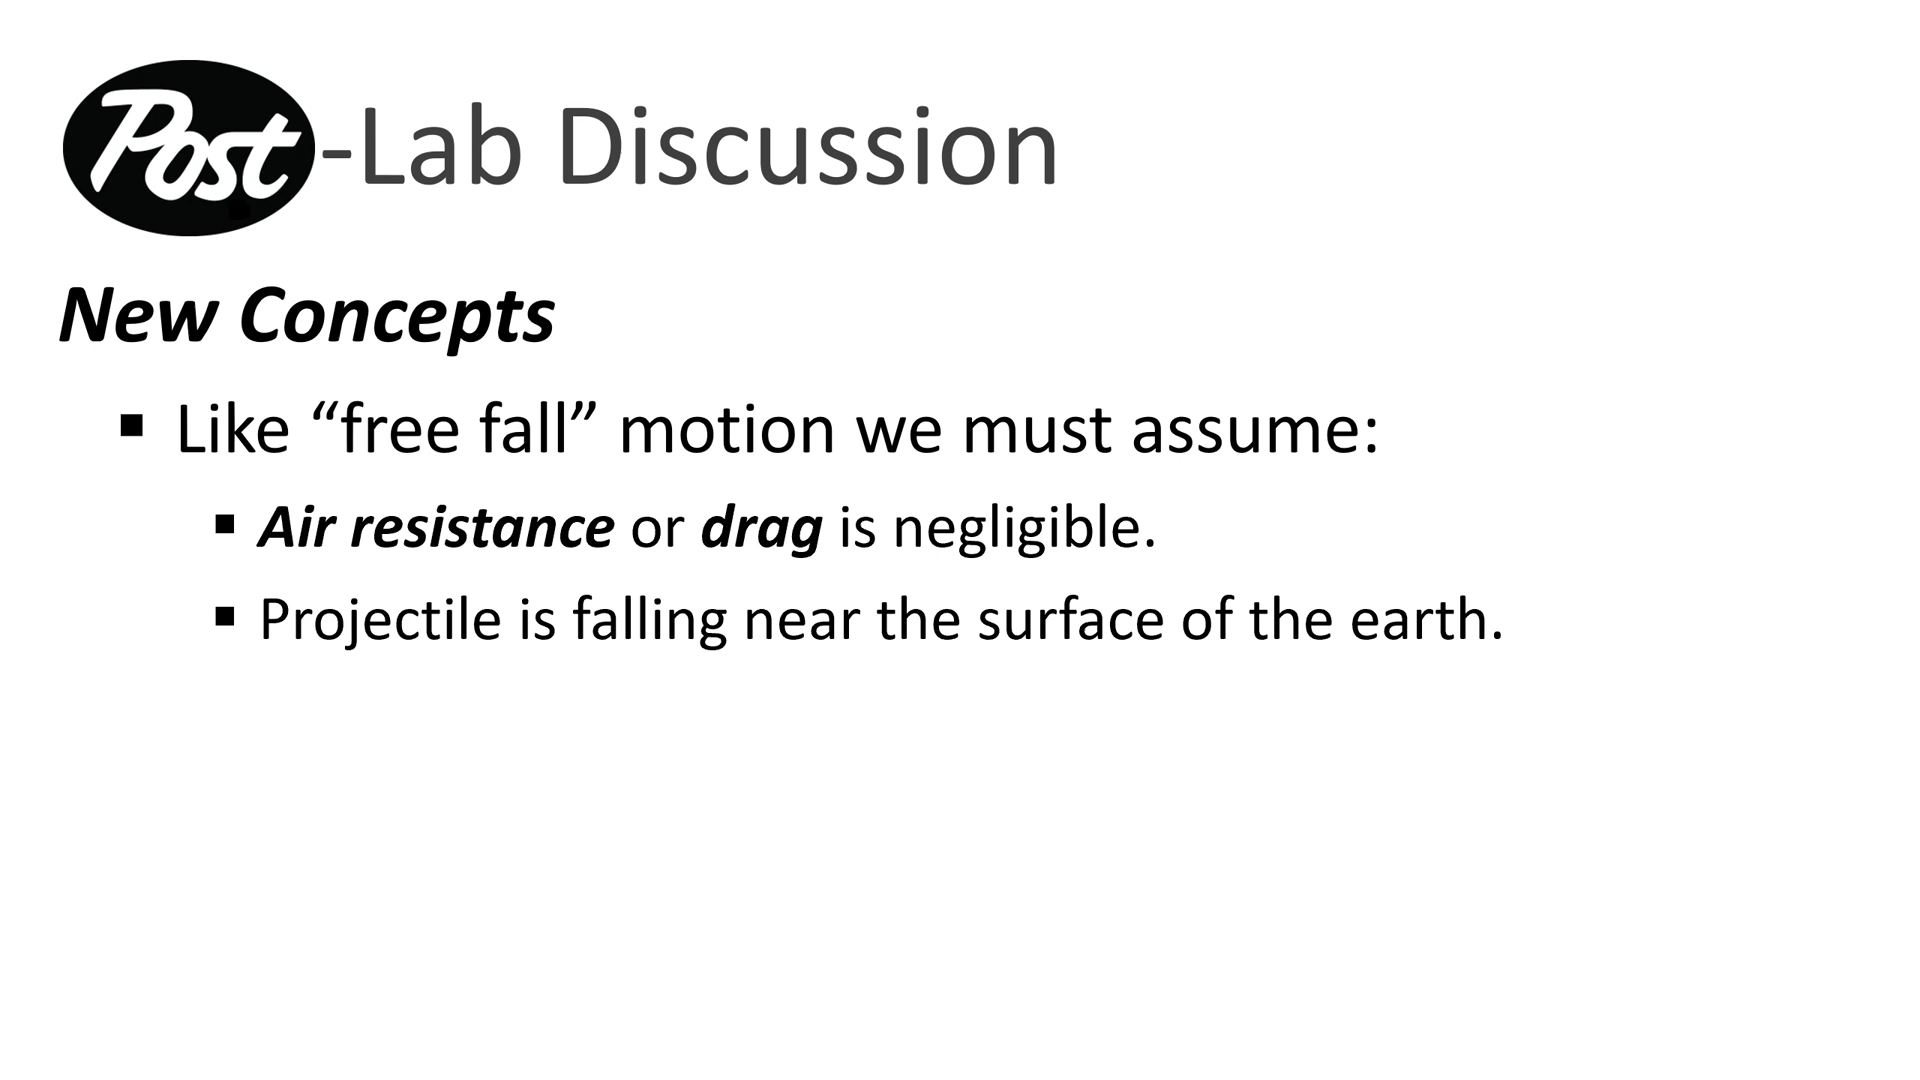 Post-Lab Discussion
New Concepts
▪ Like “free fall” motion we must assume:
▪ Air resistance or drag is negligible.
▪ Projectile is falling near the surface of the earth.